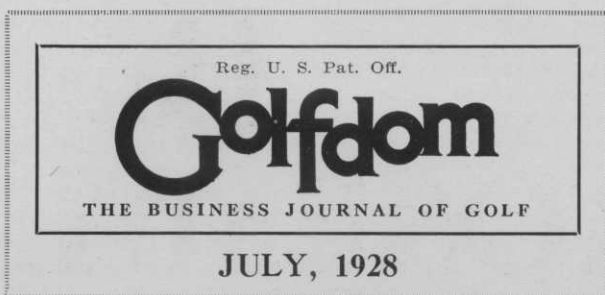 Reg. U. S. Pat. Off.
Golfdom
THE BUSINESS JOURNAL OF GOLF
JULY, 1928